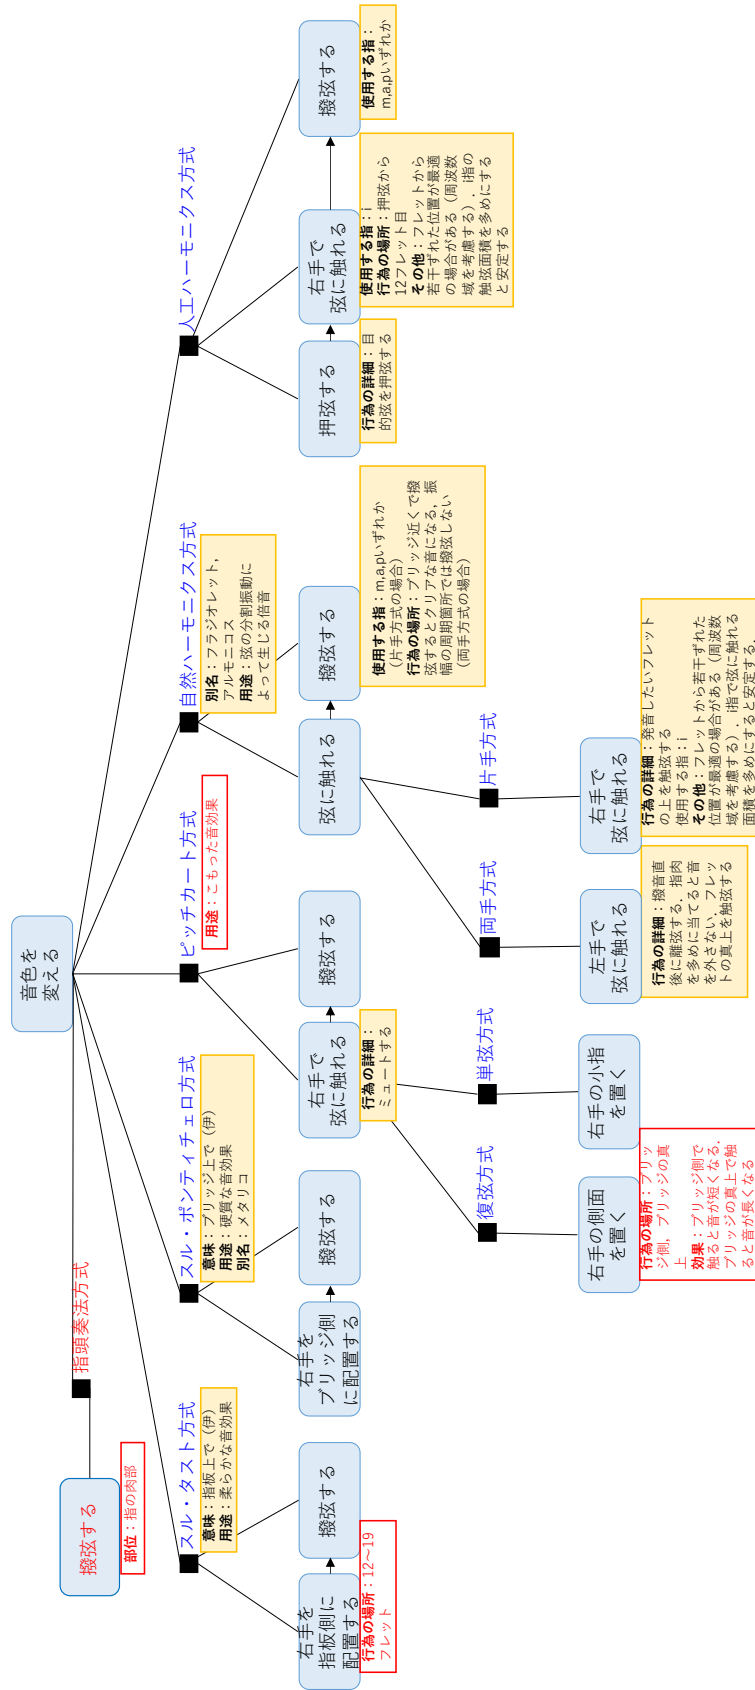 音色を
変える
指頭奏法方式
撥弦する
部位：指の肉部
スル・タスト方式
意味：指板上で（伊）
用途：柔らかな音効果
右手を
指板側に
配置する
行為の場所：12～19
フレット
撥弦する
スル・ポンティチェロ方式
意味：ブリッジ上で（伊）
用途：硬質な音効果
別名：メタリコ
右手を
ブリッジ側
に配置する
撥弦する
ピッチカート方式
用途：こもった音効果
右手で
弦に触れる
行為の詳細：
ミュートする
撥弦する
復弦方式
右手の側面
を置く
行為の場所：ブリッ
ジ側，ブリッジの真
上
効果：ブリッジ側で
触ると音が短くなる．
ブリッジの真上で触
ると音が長くなる
単弦方式
右手の小指
を置く
自然ハーモニクス方式
別名：フラジオレット，
アルモニコス
用途：弦の分割振動に
よって生じる倍音
弦に触れる
撥弦する
使用する指：m,a,pいずれか
（片手方式の場合）
行為の場所：ブリッジ近くで撥
弦するとクリアな音になる，振
幅の周期箇所では撥弦しない
（両手方式の場合）
両手方式
左手で
弦に触れる
行為の詳細：撥音直
後に離弦する．指肉
を多めに当てると音
を外さない．フレッ
トの真上を触弦する
片手方式
右手で
弦に触れる
行為の詳細：発音したいフレット
の上を触弦する
使用する指：i
その他：フレットから若干ずれた
位置が最適の場合がある（周波数
域を考慮する）．i指で弦に触れる
面積を多めにすると安定する．
人工ハーモニクス方式
押弦する
行為の詳細：目
的弦を押弦する
右手で
弦に触れる
使用する指：i
行為の場所：押弦から
12フレット目
その他：フレットから
若干ずれた位置が最適
の場合がある（周波数
域を考慮する）．i指の
触弦面積を多めにする
と安定する
撥弦する
使用する指：
m,a,pいずれか